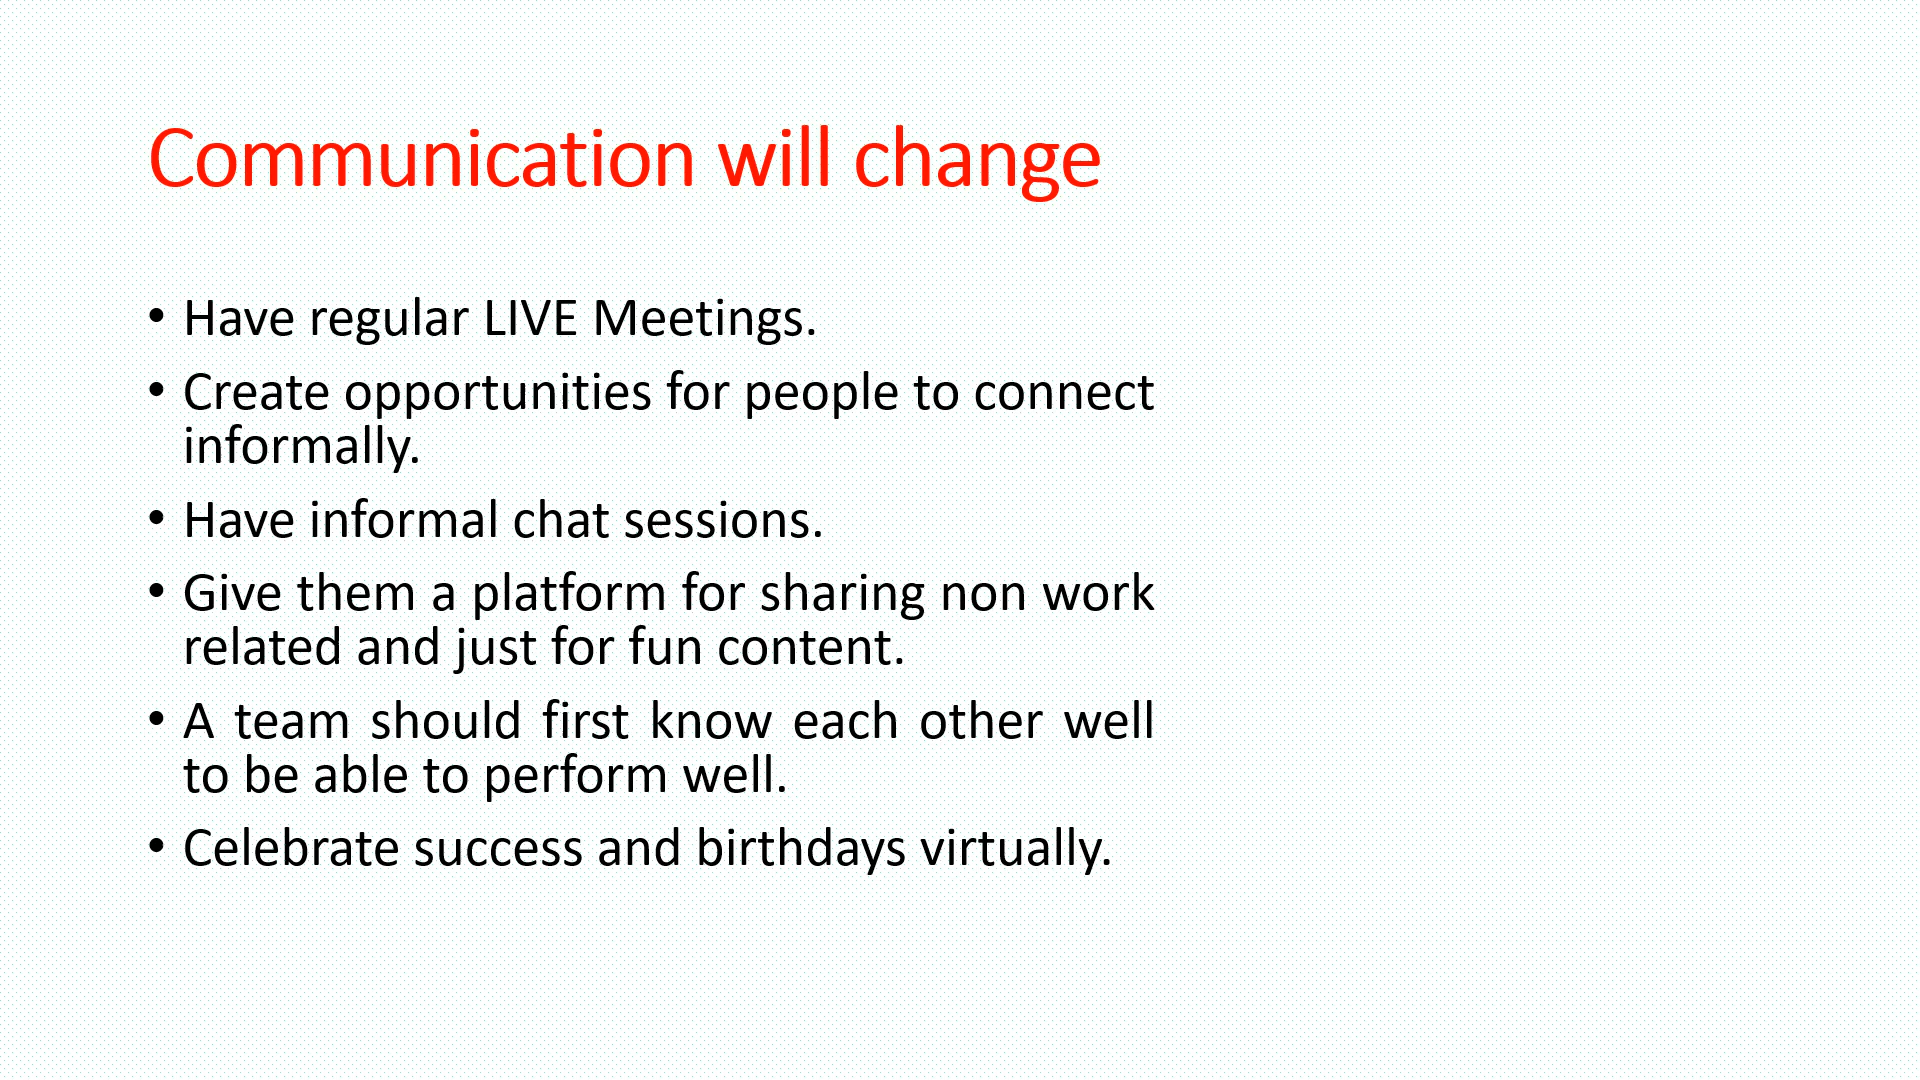 Communication will change
• Have regular LIVE Meetings.
• Create opportunities for people to connect
informally.
• Have informal chat sessions.
• Give them a platform for sharing non work
related and just for fun content.
• A team should first know each other well
to be able to perform well.
• Celebrate success and birthdays virtually.